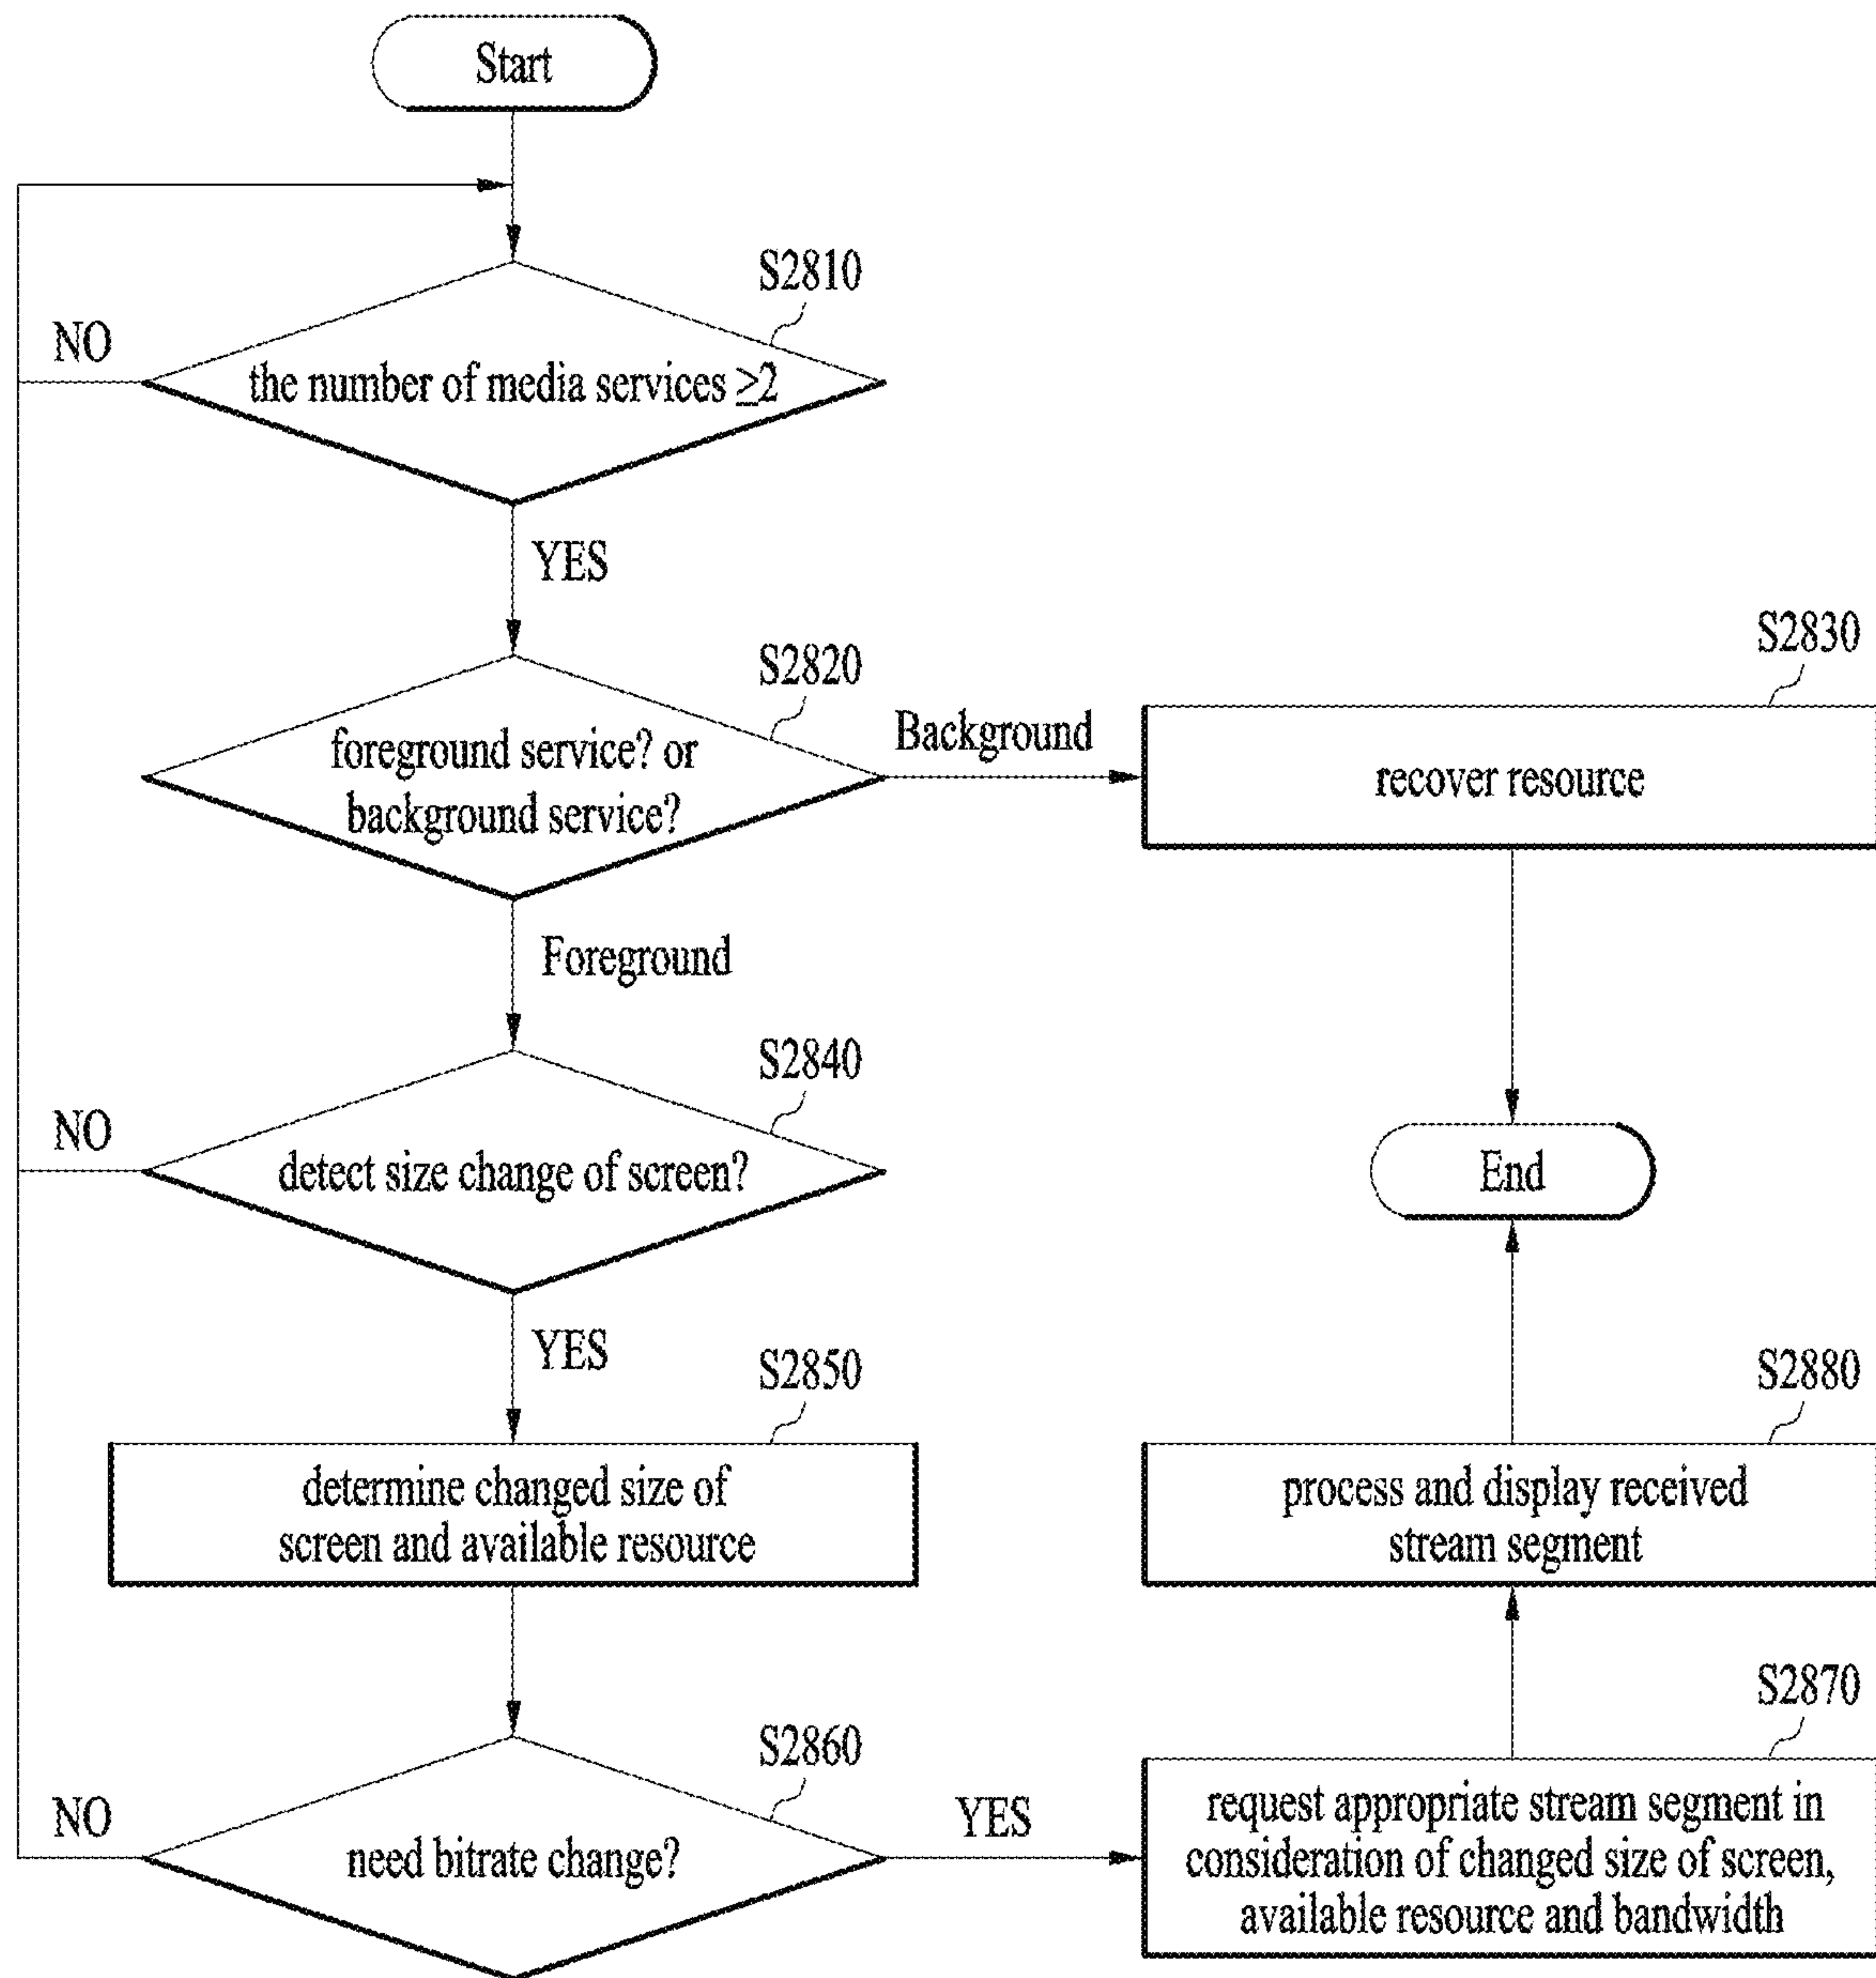 Start
S2810
NO
the number of media services ≥2
YES
S2820
S2830
foreground service? or
background service?
Background
recover resource
Foreground
S2840
NO
detect size change of screen?
End
YES
S2850
S2880
determine changed size of
screen and available resource
process and display received
stream segment
S2860
S2870
NO
need bitrate change?
YES
request appropriate stream segment in
consideration of changed size of screen,
available resource and bandwidth